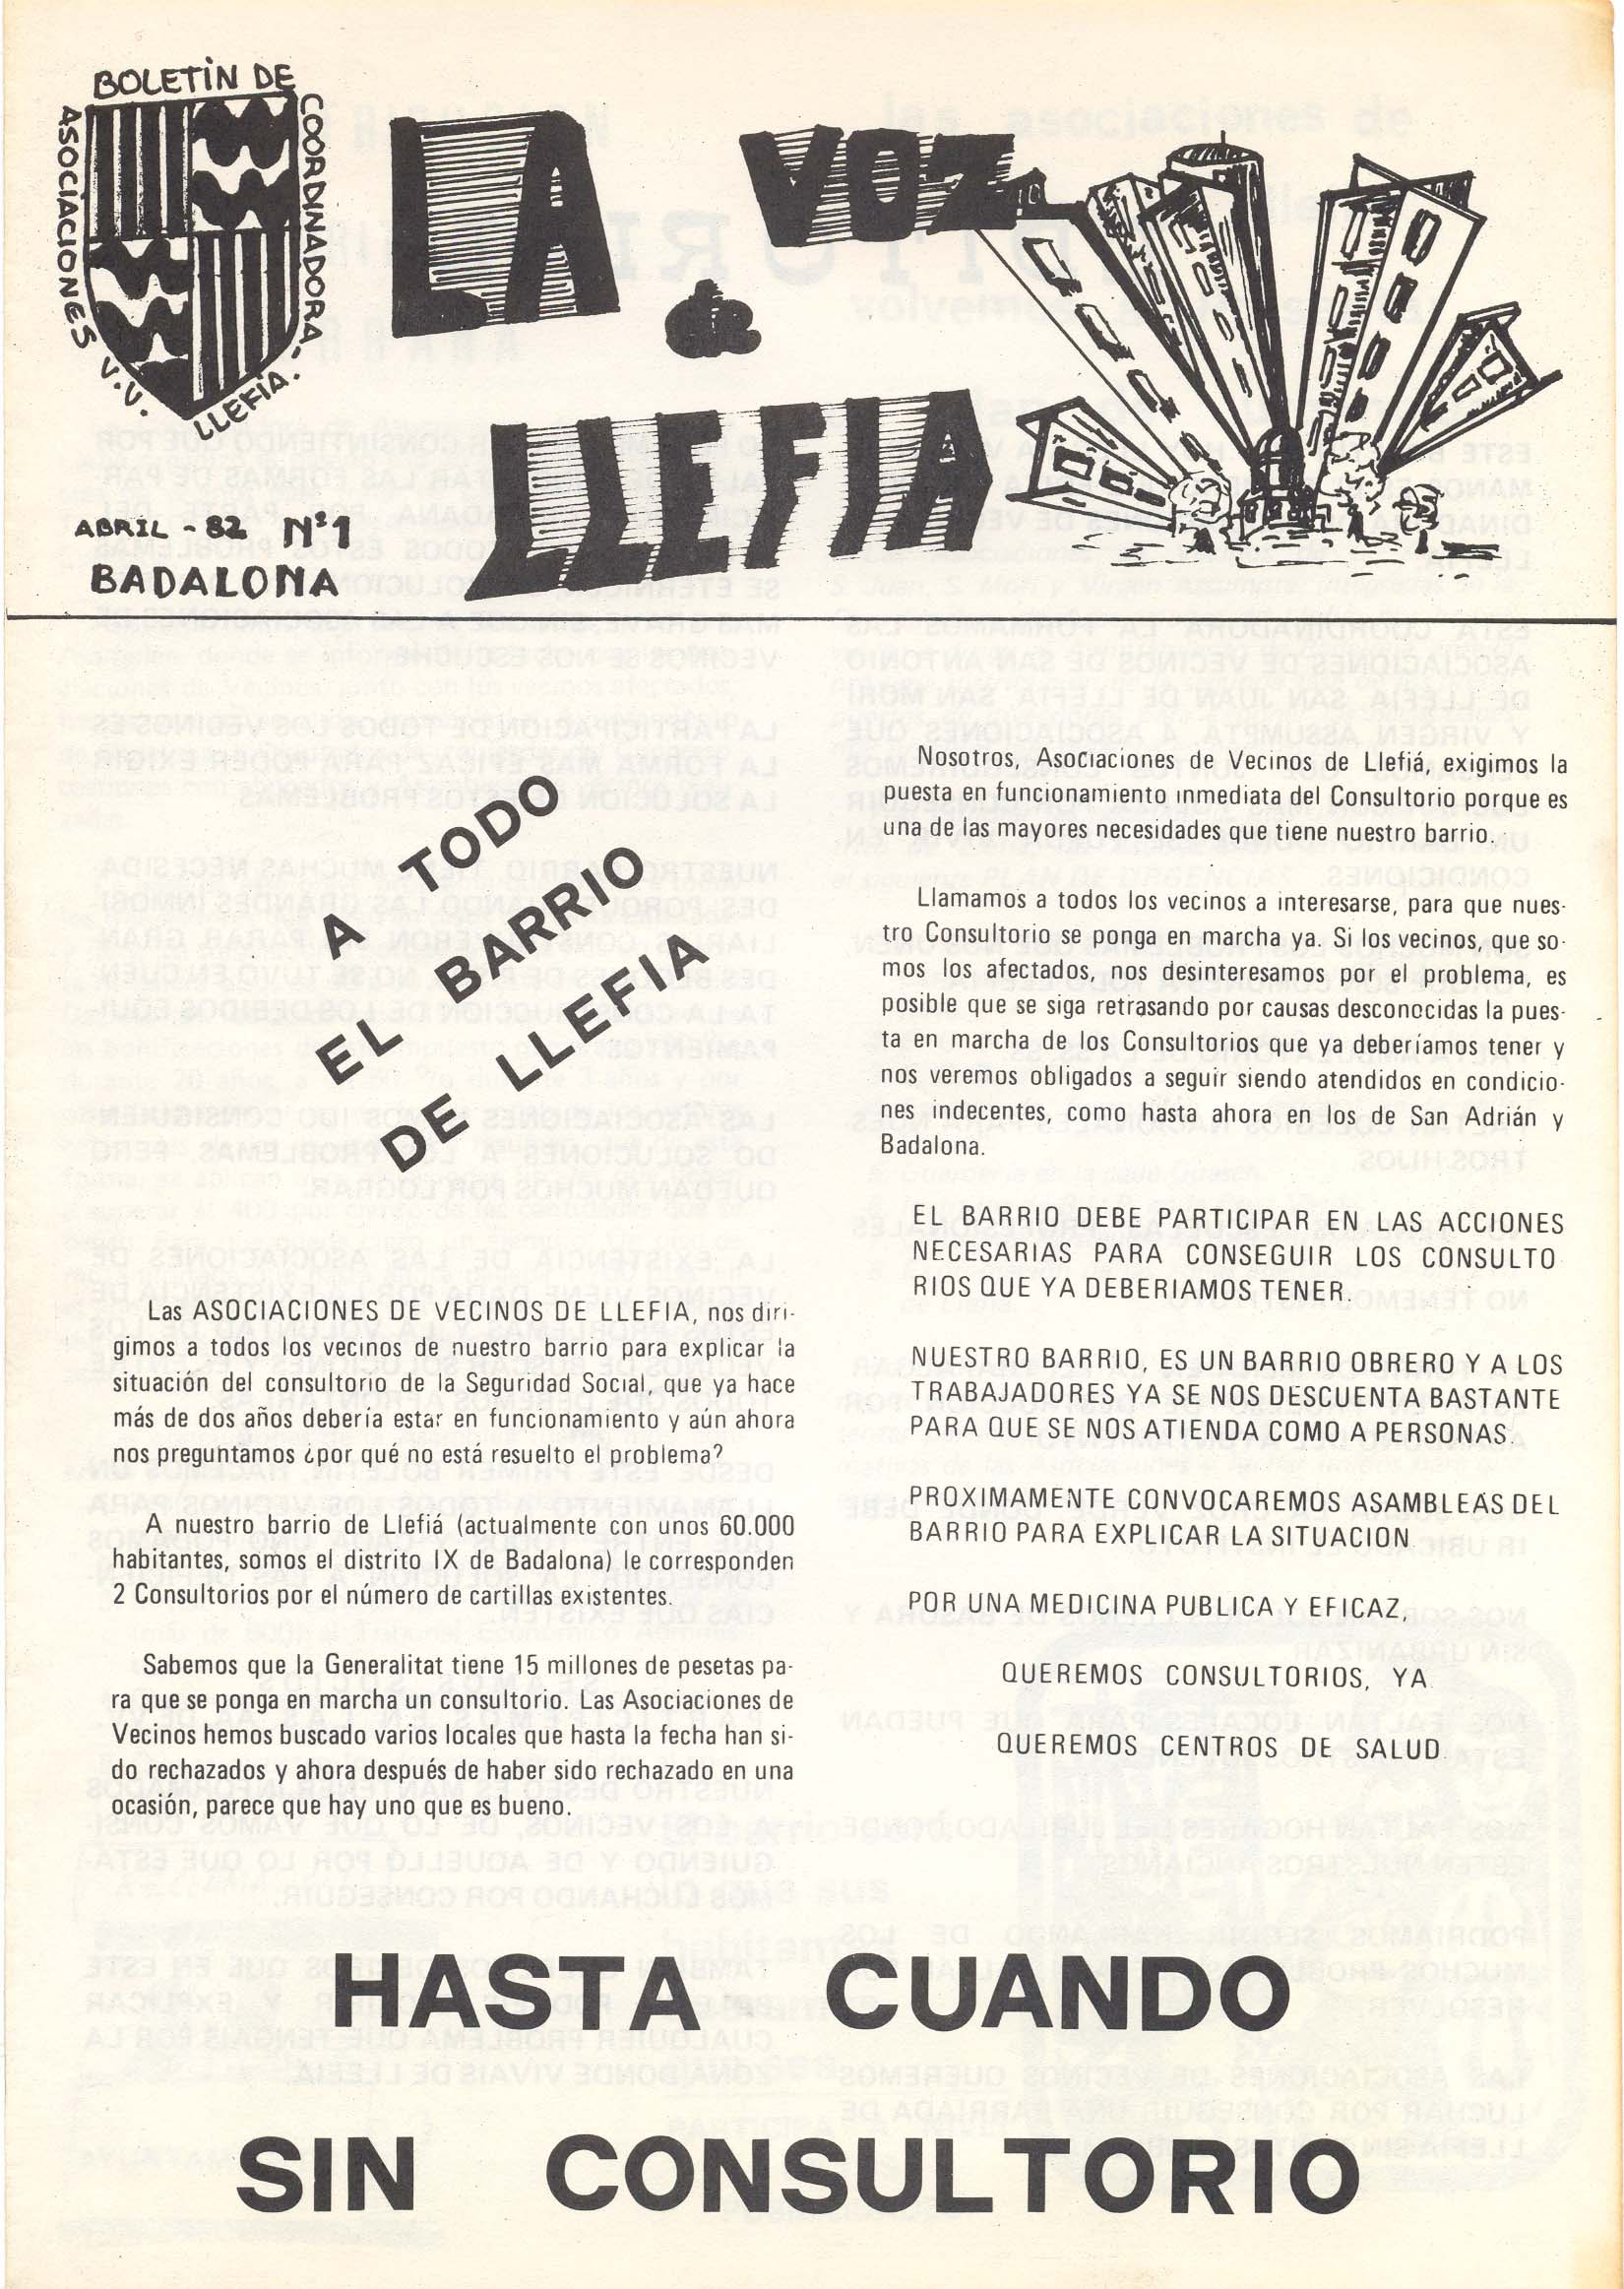 BOLETIN DE
COORDINADORA.
ASOCIACIONES V.V.
LLEFIA.
LA VOZ
de
LLEFIA
ABRIL - 82 Nº1
BADALONA
A TODO
EL BARRIO
DE LLEFIA
Las ASOCIACIONES DE VECINOS DE LLEFIA, nos diri-
gimos a todos los vecinos de nuestro barrio para explicar la
situación del consultorio de la Seguridad Social, que ya hace
más de dos años debería estar en funcionamiento y aún ahora
nos preguntamos ¿por qué no está resuelto el problema?
A nuestro barrio de Llefiá (actualmente con unos 60.000
habitantes, somos el distrito IX de Badalona) le corresponden
2 Consultorios por el número de cartillas existentes.
Sabemos que la Generalitat tiene 15 millones de pesetas pa-
ra que se ponga en marcha un consultorio. Las Asociaciones de
Vecinos hemos buscado varios locales que hasta la fecha han si-
do rechazados y ahora después de haber sido rechazado en una
ocasión, parece que hay uno que es bueno.
Nosotros, Asociaciones de Vecinos de Llefiá, exigimos la
puesta en funcionamiento inmediata del Consultorio porque es
una de las mayores necesidades que tiene nuestro barrio.
Llamamos a todos los vecinos a interesarse, para que nues-
tro Consultorio se ponga en marcha ya. Si los vecinos, que so-
mos los afectados, nos desinteresamos por el problema, es
posible que se siga retrasando por causas desconocidas la pues-
ta en marcha de los Consultorios que ya deberíamos tener y
nos veremos obligados a seguir siendo atendidos en condicio-
nes indecentes, como hasta ahora en los de San Adrián y
Badalona.
EL BARRIO DEBE PARTICIPAR EN LAS ACCIONES
NECESARIAS PARA CONSEGUIR LOS CONSULTO
RIOS QUE YA DEBERIAMOS TENER.
NUESTRO BARRIO, ES UN BARRIO OBRERO Y A LOS
TRABAJADORES YA SE NOS DESCUENTA BASTANTE
PARA QUE SE NOS ATIENDA COMO A PERSONAS.
PROXIMAMENTE CONVOCAREMOS ASAMBLEAS DEL
BARRIO PARA EXPLICAR LA SITUACION.
POR UNA MEDICINA PUBLICA Y EFICAZ,
QUEREMOS CONSULTORIOS, YA.
QUEREMOS CENTROS DE SALUD.
HASTA CUANDO
SIN CONSULTORIO